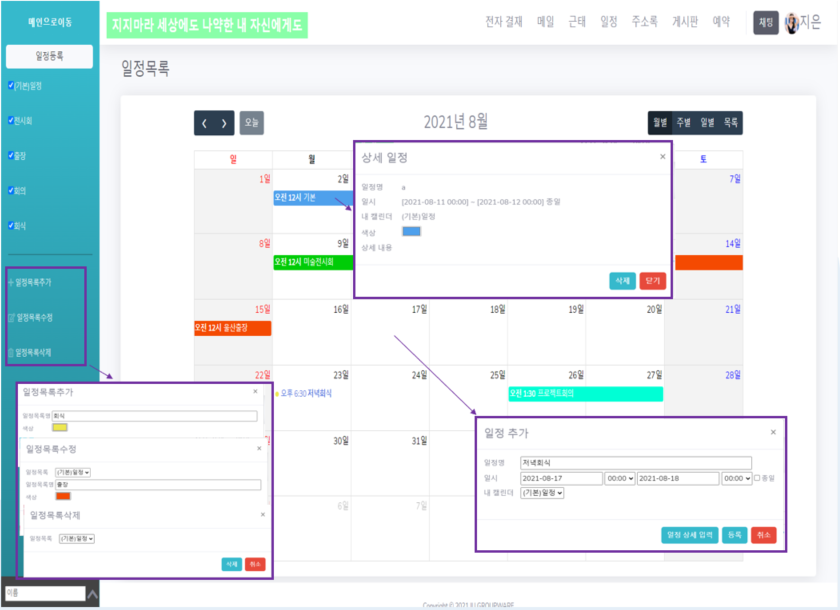 메인으로이동
지지마라 세상에도 나약한 내 자신에게도
전자 결재 메일 근태 일정 주소록 게시판 예약 채팅 지은
일정등록
일정목록
(기본)일정
전시회
출장
회의
회식
일정목록추가
일정목록수정
일정목록삭제
오늘
2021년 8월
월별 주별 일별 목록
일 월 토
1일 2일 7일
오전 12시 기본
8일 9일 14일
오전 12시 미술전시회
15일 16일 17일 18일 19일 20일 21일
오전 12시 울산출장
22일 23일 24일 25일 26일 27일 28일
오후 6:30 저녁회식
오전 1:30 프로젝트회의
30일 31일
6일 7일
상세 일정 ×
일정명 a
일시 [2021-08-11 00:00] ~ [2021-08-12 00:00] 종일
내 캘린더 (기본)일정
색상
상세 내용
삭제 닫기
일정목록추가 ×
일정목록명 회식
색상
일정목록수정 ×
일정목록 (기본)일정
일정목록명 출장
색상
일정목록삭제 ×
일정목록 (기본)일정
삭제 취소
일정 추가 ×
일정명 저녁회식
일시 2021-08-17 00:00 2021-08-18 00:00 종일
내 캘린더 (기본)일정
일정 상세 입력 등록 취소
이름